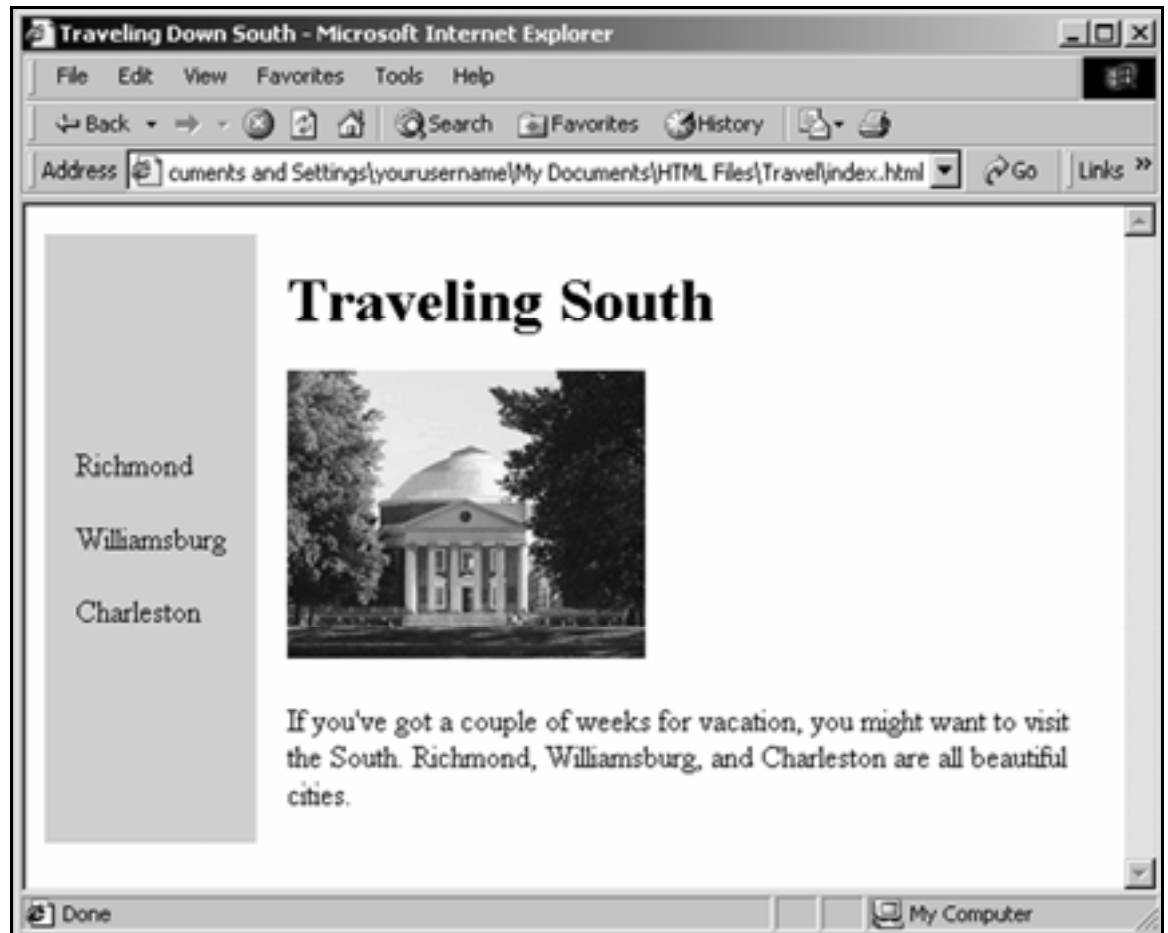 Traveling Down South - Microsoft Internet Explorer
File Edit View Favorites Tools Help
Back Search Favorites History
Address cuments and Settings\yourusername\My Documents\HTML Files\Travel\index.html Go Links »
Traveling South
Richmond
Williamsburg
Charleston
If you've got a couple of weeks for vacation, you might want to visit
the South. Richmond, Williamsburg, and Charleston are all beautiful
cities.
Done My Computer